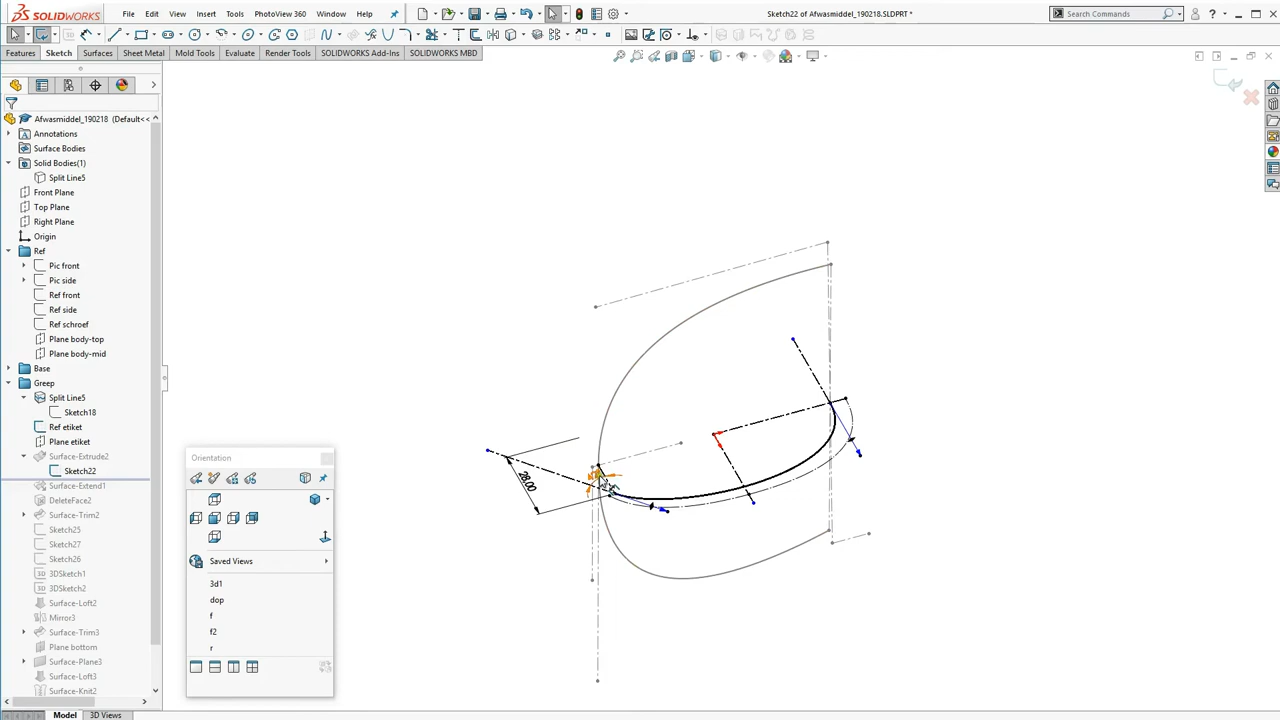 SOLIDWORKS File Edit View Insert Tools PhotoView 360 Window Help Sketch22 of Afwasmiddel_190218.SLDPRT * Search Commands
Features Sketch Surfaces Sheet Metal Mold Tools Evaluate Render Tools SOLIDWORKS Add-Ins SOLIDWORKS MBD
Afwasmiddel_190218 (Default<<
Annotations
Surface Bodies
Solid Bodies(1)
Split Line5
Front Plane
Top Plane
Right Plane
Origin
Ref
Pic front
Pic side
Ref front
Ref side
Ref schroef
Plane body-top
Plane body-mid
Base
Greep
Split Line5
Sketch18
Ref etiket
Plane etiket
Surface-Extrude2
Sketch22
Surface-Extend1
DeleteFace2
Surface-Trim2
Sketch25
Sketch27
Sketch26
3DSketch1
3DSketch2
Surface-Loft2
Mirror3
Surface-Trim3
Plane bottom
Surface-Plane3
Surface-Loft3
Surface-Knit2
Model 3D Views
Orientation
Saved Views
3d1
dop
f
f2
r
28.00